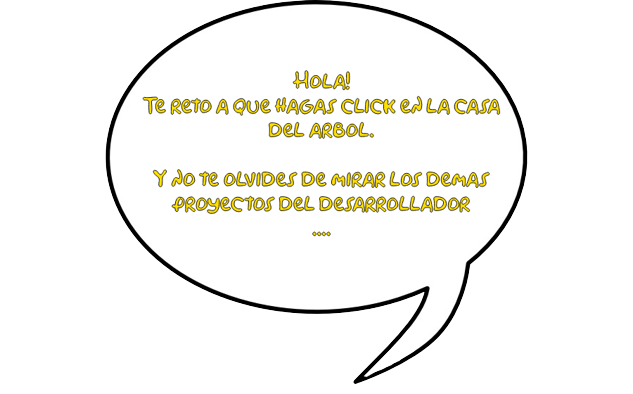 Hola!
Te reto a que hagas click en la casa
del arbol.
Y no te olvides de mirar los demas
proyectos del desarrollador
....